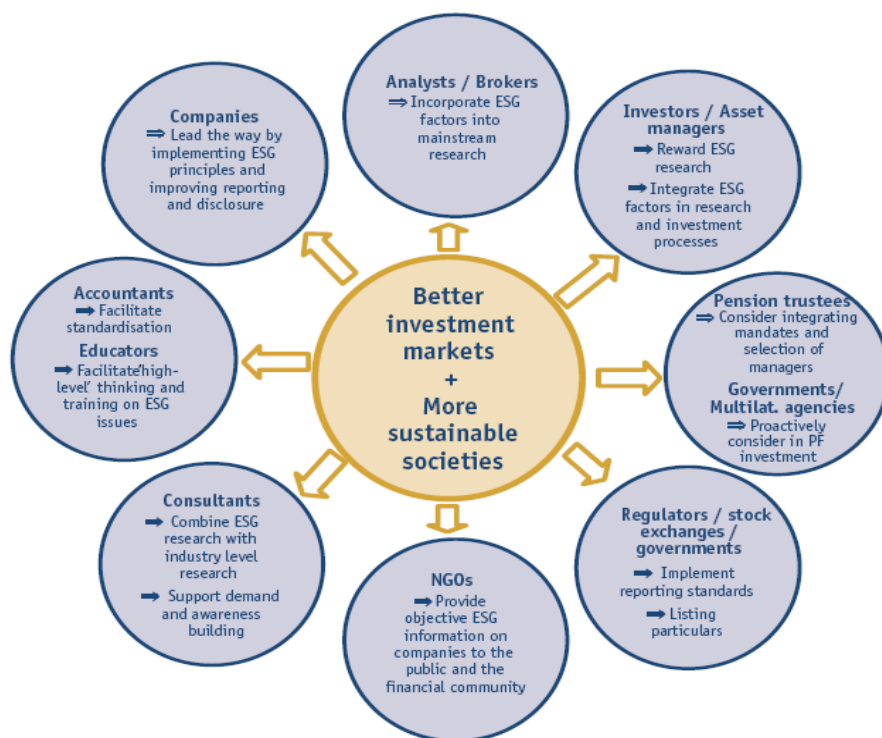 Analysts / Brokers
⇒ Incorporate ESG
factors into
mainstream
research
Investors / Asset
managers
➡ Reward ESG
research
➡ Integrate ESG
factors in research
and investment
processes
Pension trustees
⇒ Consider integrating
mandates and
selection of
managers
Governments/
Multilat. agencies
⇒ Proactively
consider in PF
investment
Regulators / stock
exchanges /
governments
➡ Implement
reporting standards
➡ Listing
particulars
NGOs
➡ Provide
objective ESG
information on
companies to the
public and the
financial community
Consultants
➡ Combine ESG
research with
industry level
research
➡ Support demand
and awareness
building
Accountants
➡ Facilitate
standardisation
Educators
➡ Facilitate'high-
level' thinking and
training on ESG
issues
Companies
⇒ Lead the way by
implementing ESG
principles and
improving reporting
and disclosure
Better
investment
markets
+
More
sustainable
societies